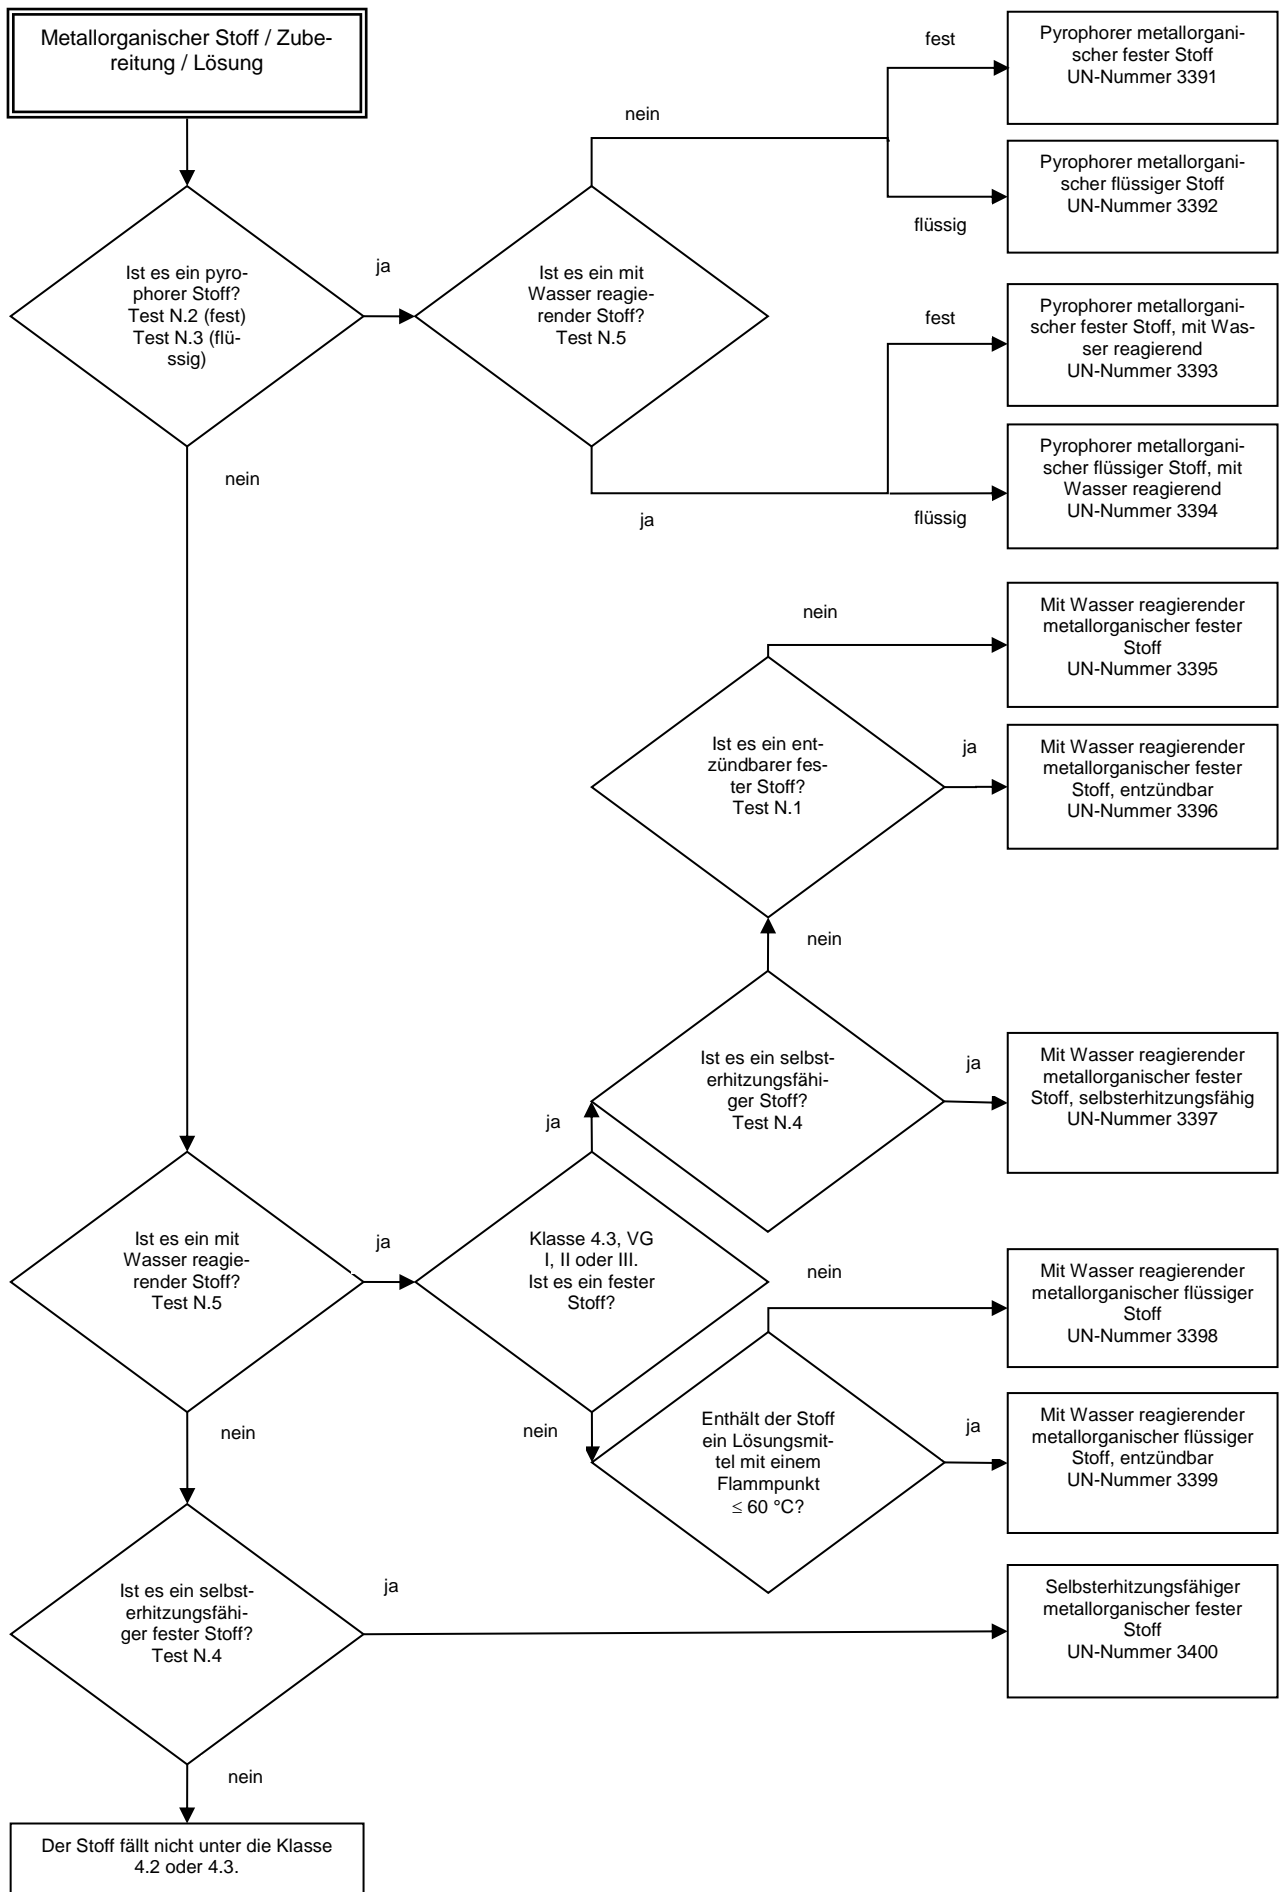 Metallorganischer Stoff / Zube-
reitung / Lösung
fest
Pyrophorer metallorgani-
scher fester Stoff
UN-Nummer 3391
nein
Pyrophorer metallorgani-
scher flüssiger Stoff
UN-Nummer 3392
flüssig
Ist es ein pyro-
phorer Stoff?
Test N.2 (fest)
Test N.3 (flü-
ssig)
ja
Ist es ein mit
Wasser reagie-
render Stoff?
Test N.5
fest
Pyrophorer metallorgani-
scher fester Stoff, mit Was-
ser reagierend
UN-Nummer 3393
nein
ja
flüssig
Pyrophorer metallorgani-
scher flüssiger Stoff, mit
Wasser reagierend
UN-Nummer 3394
nein
Mit Wasser reagierender
metallorganischer fester
Stoff
UN-Nummer 3395
Ist es ein ent-
zündbarer fes-
ter Stoff?
Test N.1
ja
Mit Wasser reagierender
metallorganischer fester
Stoff, entzündbar
UN-Nummer 3396
nein
Ist es ein selbst-
erhitzungsfähi-
ger Stoff?
Test N.4
ja
Mit Wasser reagierender
metallorganischer fester
Stoff, selbsterhitzungsfähig
UN-Nummer 3397
ja
Ist es ein mit
Wasser reagie-
render Stoff?
Test N.5
ja
Klasse 4.3, VG
I, II oder III.
Ist es ein fester
Stoff?
nein
Mit Wasser reagierender
metallorganischer flüssiger
Stoff
UN-Nummer 3398
nein
nein
Enthält der Stoff
ein Lösungsmit-
tel mit einem
Flammpunkt
≤ 60 °C?
ja
Mit Wasser reagierender
metallorganischer flüssiger
Stoff, entzündbar
UN-Nummer 3399
Ist es ein selbst-
erhitzungsfähi-
ger fester Stoff?
Test N.4
ja
Selbsterhitzungsfähiger
metallorganischer fester
Stoff
UN-Nummer 3400
nein
Der Stoff fällt nicht unter die Klasse
4.2 oder 4.3.